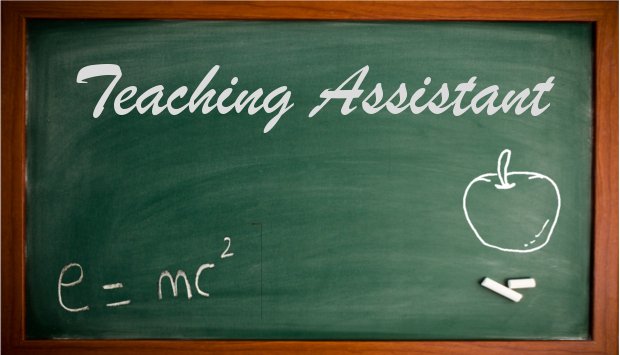 Teaching Assistant
e = mc²